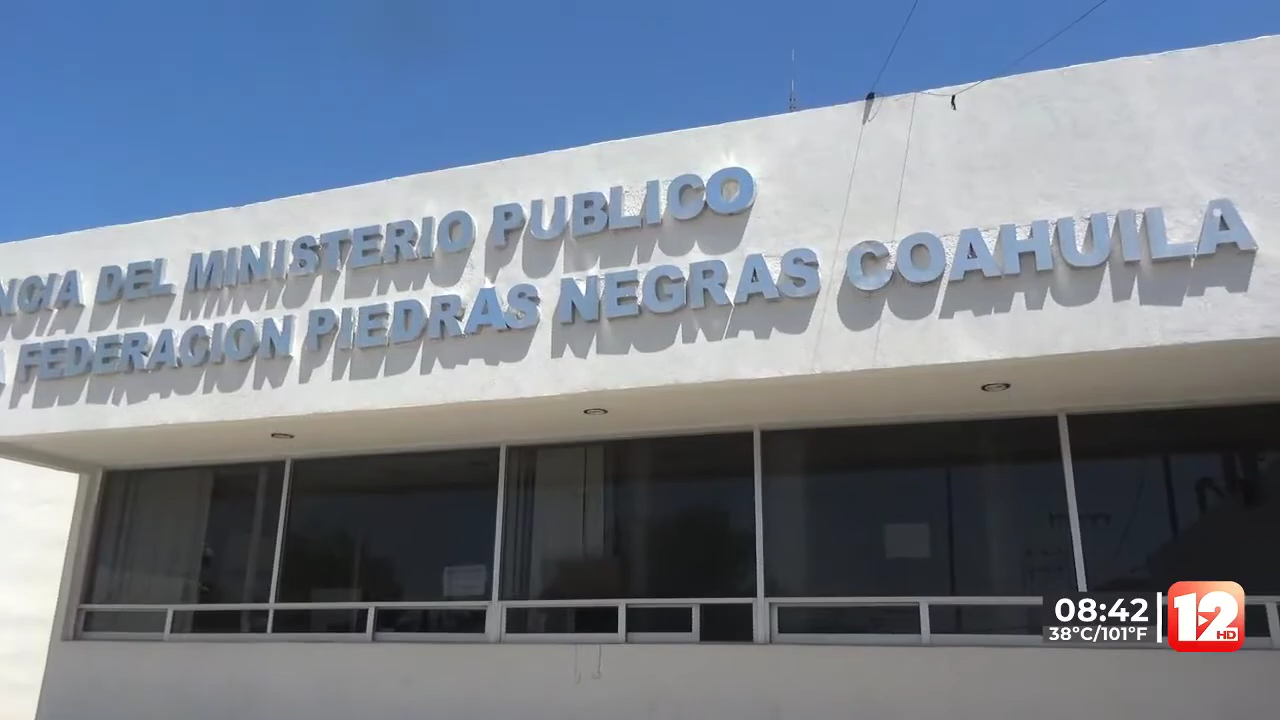 NCIA DEL MINISTERIO PUBLICO
A FEDERACION PIEDRAS NEGRAS COAHUILA
08:42
38°C/101°F
12
HD